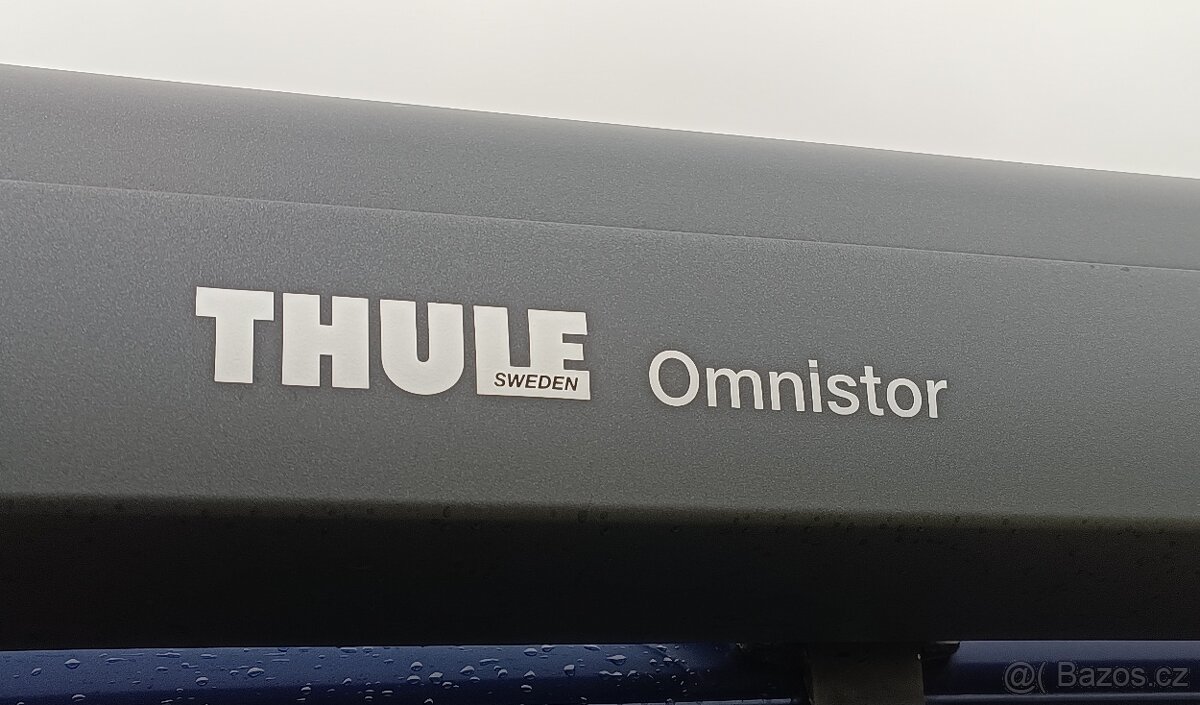 THULE
SWEDEN
Omnistor
@( Bazos.cz